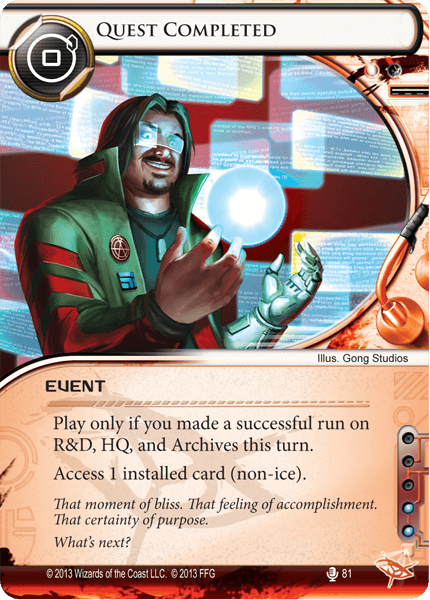 QUEST COMPLETED
Illus. Gong Studios
EVENT
Play only if you made a successful run on
R&D, HQ, and Archives this turn.
Access 1 installed card (non-ice).
That moment of bliss. That feeling of accomplishment.
That certainty of purpose.
What's next?
© 2013 Wizards of the Coast LLC. © 2013 FFG
81